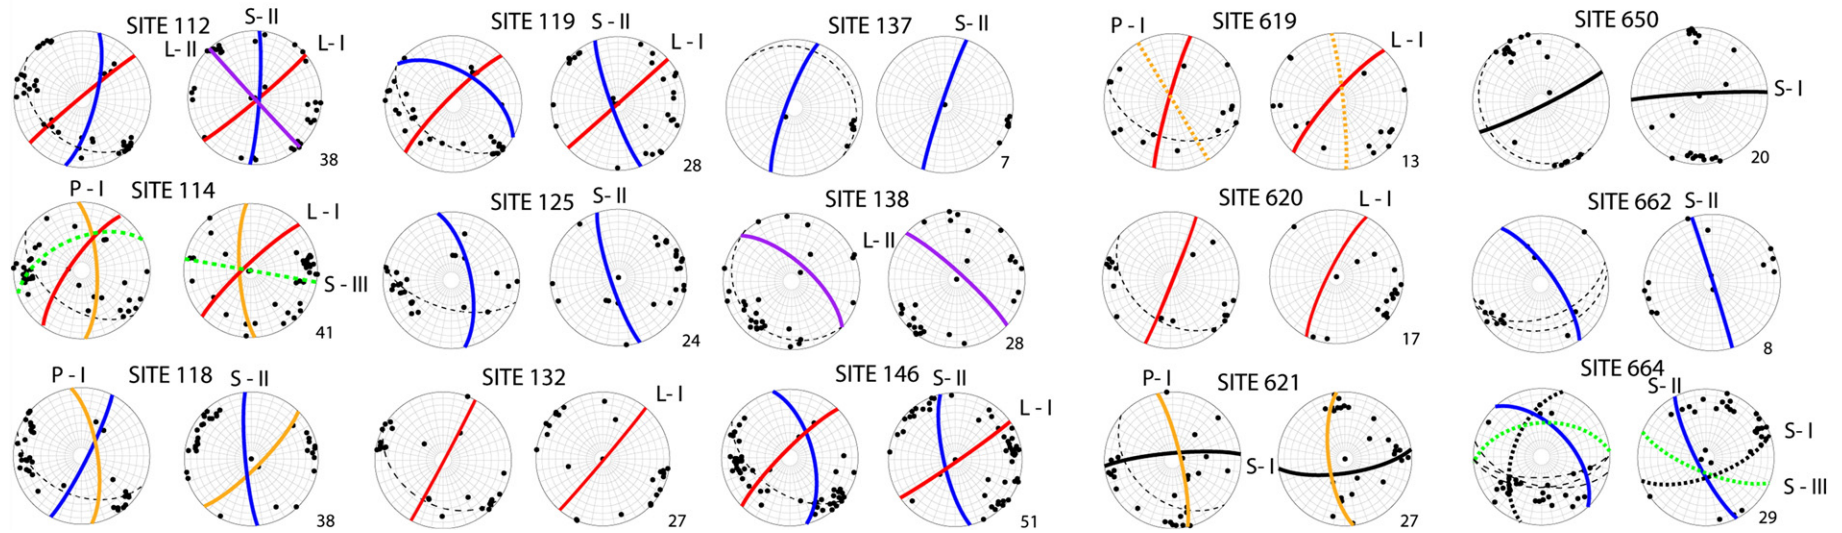 SITE 112
S- II
L- II
L- I
38
SITE 119
S - II
L - I
28
SITE 137
S- II
7
P - I
SITE 619
L - I
13
SITE 650
S- I
20
P - I
SITE 114
L - I
S - III
41
SITE 125
S- II
24
SITE 138
L- II
28
SITE 620
L - I
17
SITE 662
S- II
8
P - I
SITE 118
S - II
38
SITE 132
L- I
27
SITE 146
S- II
L - I
51
P- I
SITE 621
S- I
27
SITE 664
S- II
S- I
S - III
29